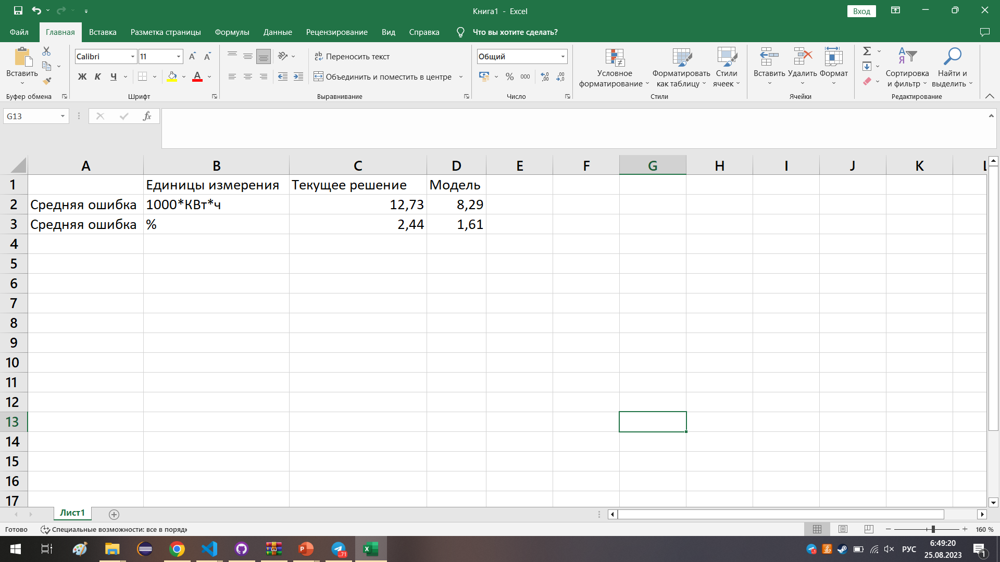 Книга1 - Excel
Вход
Файл Главная Вставка Разметка страницы Формулы Данные Рецензирование Вид Справка Что вы хотите сделать?
Вставить
Буфер обмена
Calibri 11
Ж К Ч
Шрифт
Переносить текст
Объединить и поместить в центре
Выравнивание
Общий
% 000
Число
Условное форматирование
Форматировать как таблицу
Стили ячеек
Стили
Вставить Удалить Формат
Ячейки
Сортировка и фильтр
Найти и выделить
Редактирование
G13
fx
A B C D E F G H I J K L
1 Единицы измерения Текущее решение Модель
2 Средняя ошибка 1000*КВт*ч 12,73 8,29
3 Средняя ошибка % 2,44 1,61
4
5
6
7
8
9
10
11
12
13
14
15
16
17
Лист1
Готово Специальные возможности: все в порядк
160 %
РУС
6:49:20
25.08.2023